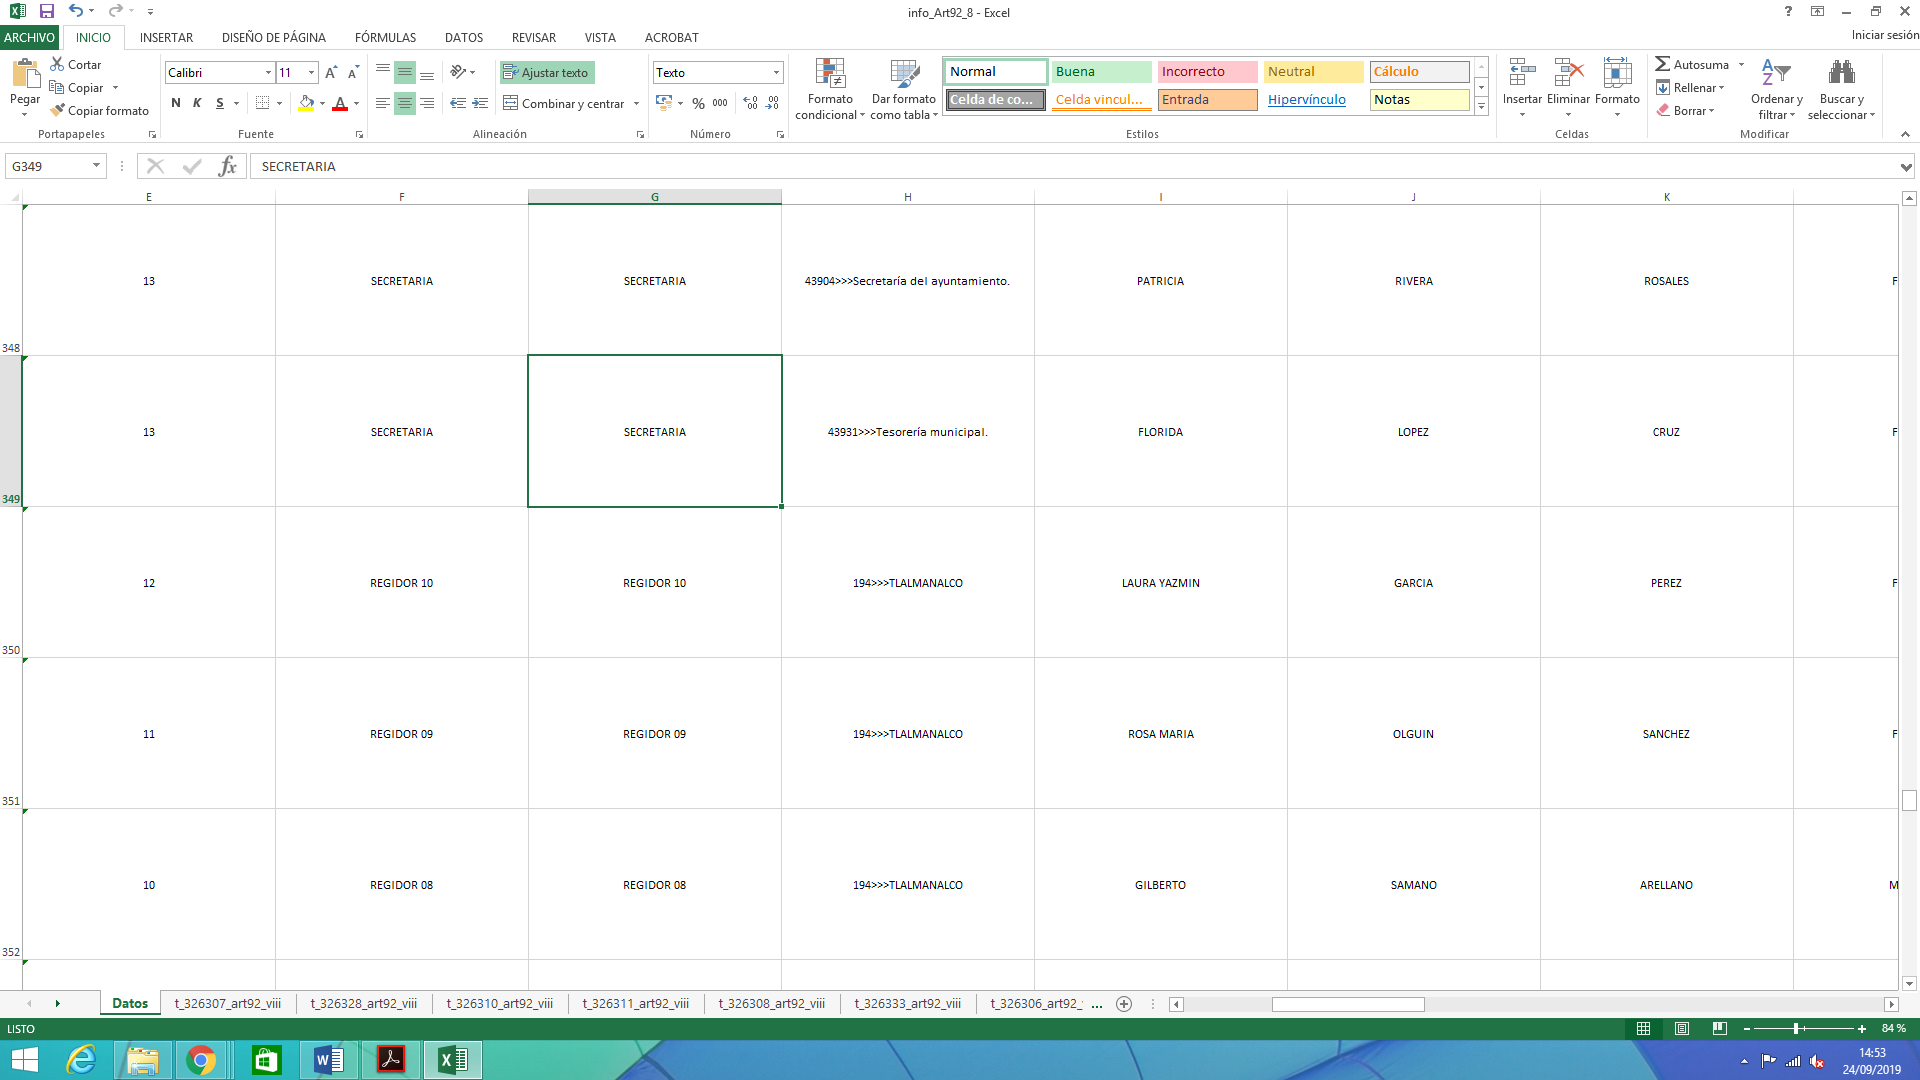 info_Art92_8 - Excel
?
ARCHIVO INICIO INSERTAR DISEÑO DE PÁGINA FÓRMULAS DATOS REVISAR VISTA ACROBAT Iniciar sesión
Pegar Cortar Copiar Copiar formato
Portapapeles
Calibri 11
N K S A
Fuente
Ajustar texto
Combinar y centrar
Alineación
Texto
% 000
Número
Formato condicional
Dar formato como tabla
Normal Buena Incorrecto Neutral Cálculo
Celda de co... Celda vincul... Entrada Hipervínculo Notas
Estilos
Insertar Eliminar Formato
Celdas
Autosuma
Rellenar
Borrar
Ordenar y filtrar
Buscar y seleccionar
Modificar
G349 fx SECRETARIA
E F G H I J K
348 13 SECRETARIA SECRETARIA 43904>>>Secretaría del ayuntamiento. PATRICIA RIVERA ROSALES F
349 13 SECRETARIA SECRETARIA 43931>>>Tesorería municipal. FLORIDA LOPEZ CRUZ F
350 12 REGIDOR 10 REGIDOR 10 194>>>TLALMANALCO LAURA YAZMIN GARCIA PEREZ F
351 11 REGIDOR 09 REGIDOR 09 194>>>TLALMANALCO ROSA MARIA OLGUIN SANCHEZ F
352 10 REGIDOR 08 REGIDOR 08 194>>>TLALMANALCO GILBERTO SAMANO ARELLANO M
Datos t_326307_art92_viii t_326328_art92_viii t_326310_art92_viii t_326311_art92_viii t_326308_art92_viii t_326333_art92_viii t_326306_art92_ ...
LISTO 84 %
14:53
24/09/2019